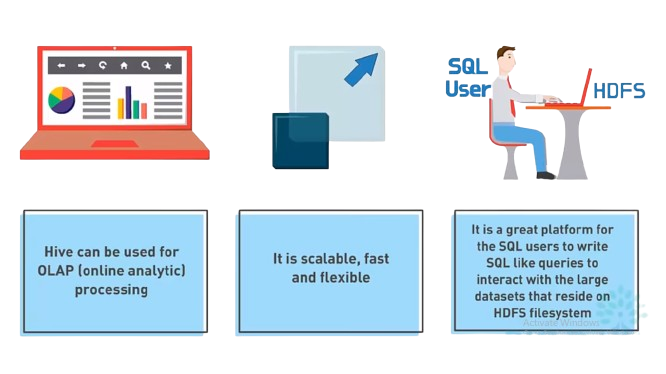 SQL
User
HDFS
Hive can be used for
OLAP (online analytic)
processing
It is scalable, fast
and flexible
It is a great platform for
the SQL users to write
SQL like queries to
interact with the large
datasets that reside on
HDFS filesystem
Activate Windows